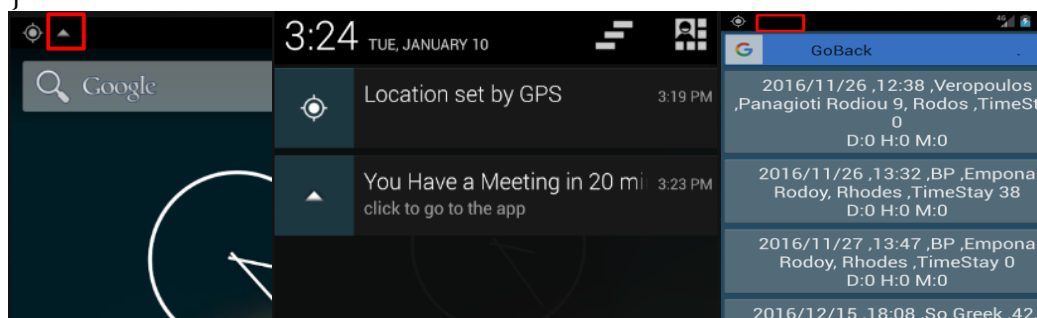 Google
3:24 TUE, JANUARY 10
Location set by GPS 3:19 PM
You Have a Meeting in 20 mi 3:23 PM
click to go to the app
4G
G GoBack .
2016/11/26 ,12:38 ,Veropoulos
,Panagioti Rodiou 9, Rodos ,TimeSt
0
D:0 H:0 M:0
2016/11/26 ,13:32 ,BP ,Empona
Rodoy, Rhodes ,TimeStay 38
D:0 H:0 M:0
2016/11/27 ,13:47 ,BP ,Empona
Rodoy, Rhodes ,TimeStay 0
D:0 H:0 M:0
2016/12/15 ,18:08 ,So Greek ,42